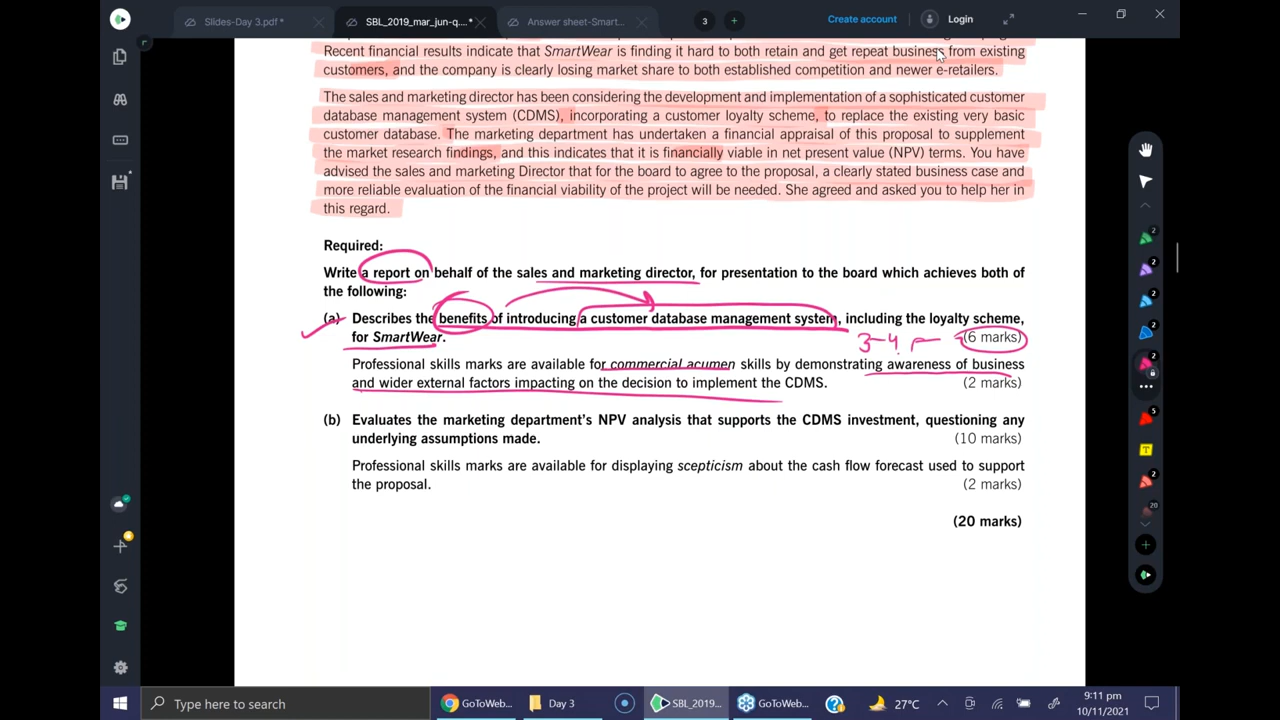 Slides-Day 3.pdf *
SBL_2019_mar_jun-q....*
Answer sheet-Smart...
3
Create account
Login
Recent financial results indicate that SmartWear is finding it hard to both retain and get repeat business from existing
customers, and the company is clearly losing market share to both established competition and newer e-retailers.
The sales and marketing director has been considering the development and implementation of a sophisticated customer
database management system (CDMS), incorporating a customer loyalty scheme, to replace the existing very basic
customer database. The marketing department has undertaken a financial appraisal of this proposal to supplement
the market research findings, and this indicates that it is financially viable in net present value (NPV) terms. You have
advised the sales and marketing Director that for the board to agree to the proposal, a clearly stated business case and
more reliable evaluation of the financial viability of the project will be needed. She agreed and asked you to help her in
this regard.
Required:
Write a report on behalf of the sales and marketing director, for presentation to the board which achieves both of
the following:
(a) Describes the benefits of introducing a customer database management system, including the loyalty scheme,
for SmartWear. 3-4 (6 marks)
Professional skills marks are available for commercial acumen skills by demonstrating awareness of business
and wider external factors impacting on the decision to implement the CDMS. (2 marks)
(b) Evaluates the marketing department's NPV analysis that supports the CDMS investment, questioning any
underlying assumptions made. (10 marks)
Professional skills marks are available for displaying scepticism about the cash flow forecast used to support
the proposal. (2 marks)
(20 marks)
2
2
2
2
2
5
T
2
20
Type here to search
GoToWeb...
Day 3
SBL_2019...
GoToWeb...
27°C
9:11 pm
10/11/2021